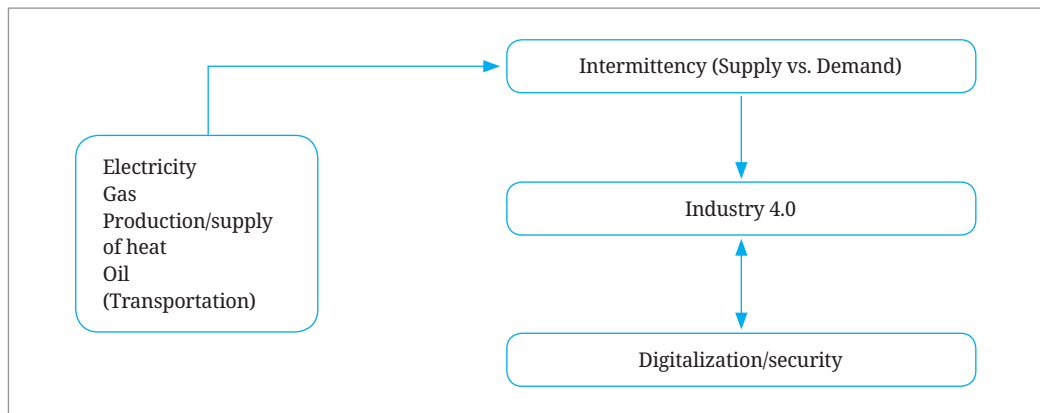 Intermittency (Supply vs. Demand)
Electricity
Gas
Production/supply
of heat
Oil
(Transportation)
Industry 4.0
Digitalization/security